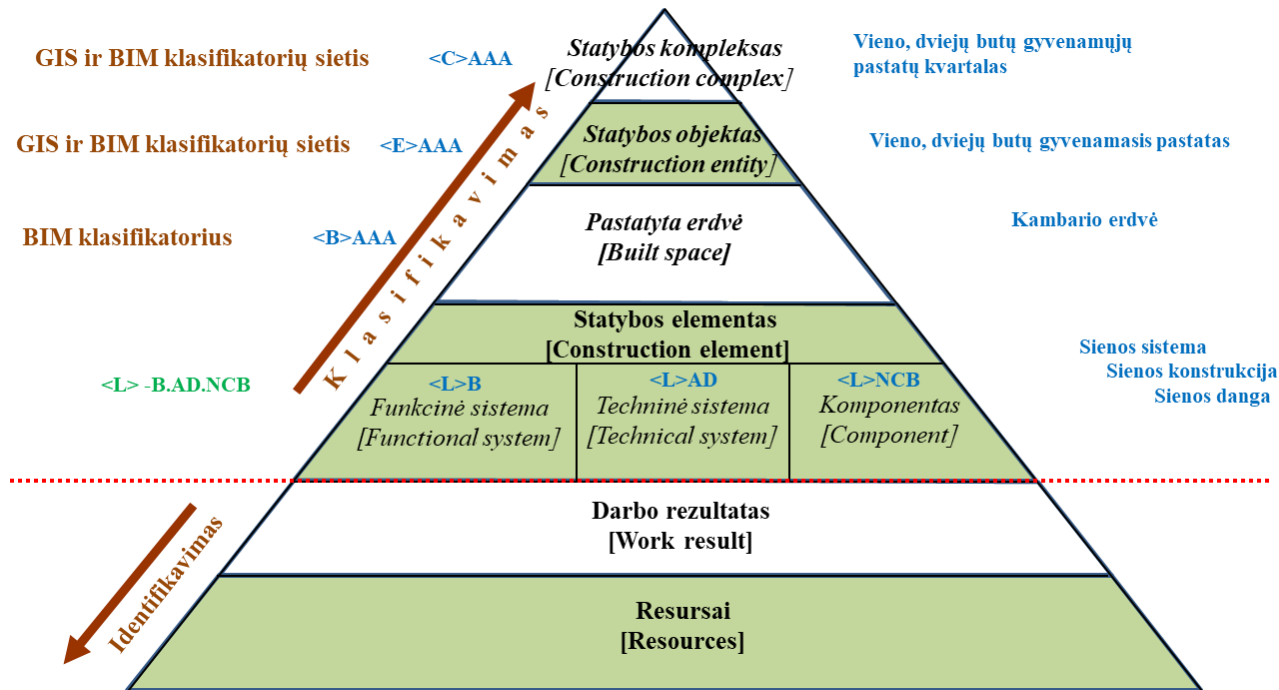 GIS ir BIM klasifikatorių sietis
<C>AAA
Statybos kompleksas
[Construction complex]
Vieno, dviejų butų gyvenamųjų
pastatų kvartalas
GIS ir BIM klasifikatorių sietis
<E>AAA
Statybos objektas
[Construction entity]
Vieno, dviejų butų gyvenamasis pastatas
BIM klasifikatorius
<B>AAA
Klasifikavimas
Pastatyta erdvė
[Built space]
Kambario erdvė
Statybos elementas
[Construction element]
<L> -B.AD.NCB
<L>B
Funkcinė sistema
[Functional system]
<L>AD
Techninė sistema
[Technical system]
<L>NCB
Komponentas
[Component]
Sienos sistema
Sienos konstrukcija
Sienos danga
Identifikavimas
Darbo rezultatas
[Work result]
Resursai
[Resources]